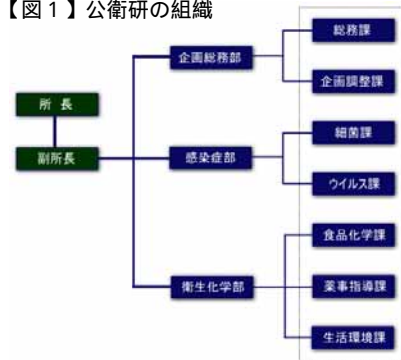 【図1】公衛研の組織
所 長
副所長
企画総務部
総務課
企画調整課
感染症部
細菌課
ウイルス課
衛生化学部
食品化学課
薬事指導課
生活環境課